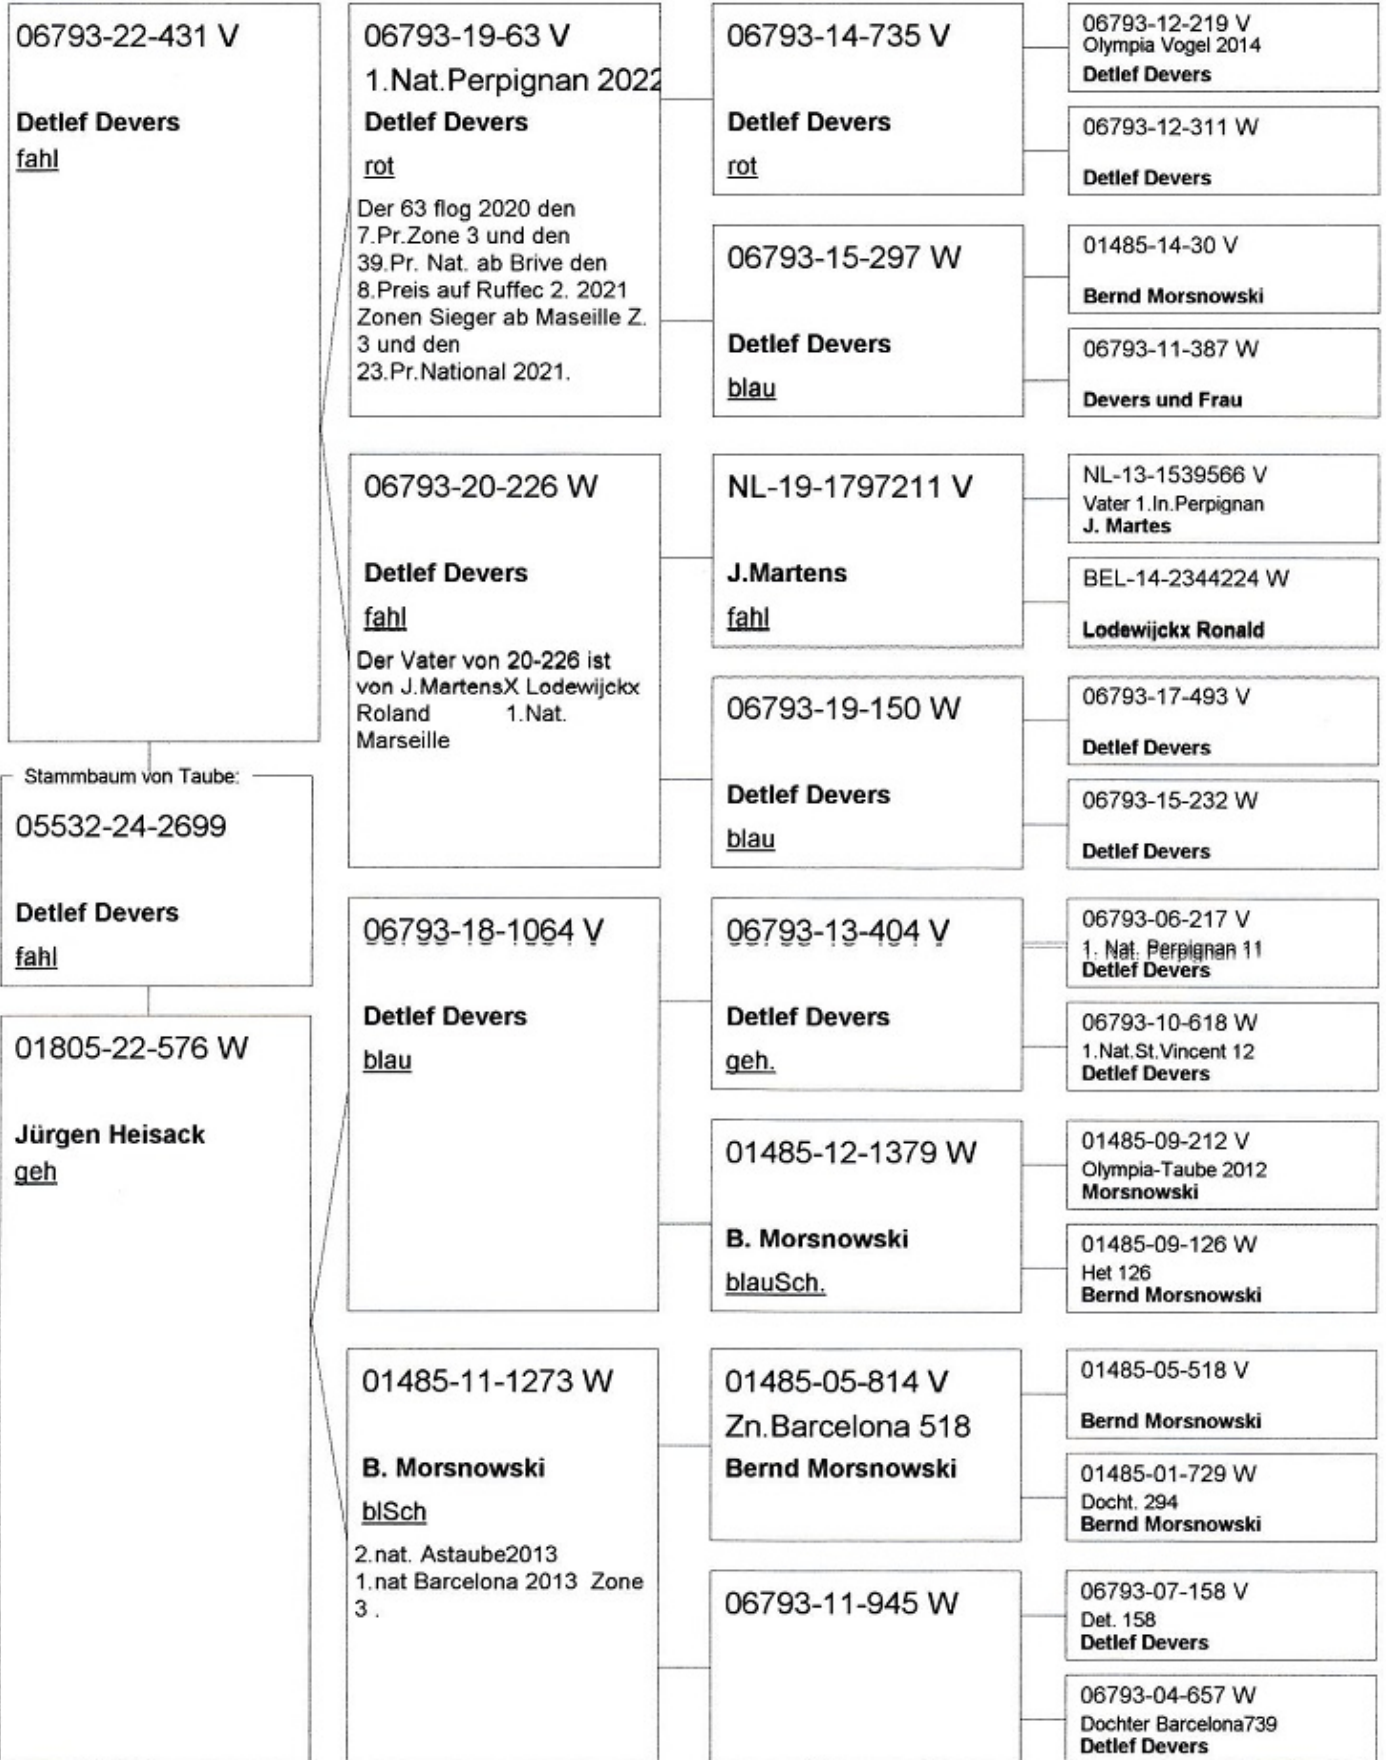 06793-22-431 V
Detlef Devers
fahl
Stammbaum von Taube:
05532-24-2699
Detlef Devers
fahl
01805-22-576 W
Jürgen Heisack
geh
06793-19-63 V
1.Nat.Perpignan 2022
Detlef Devers
rot
Der 63 flog 2020 den
7.Pr.Zone 3 und den
39.Pr. Nat. ab Brive den
8.Preis auf Ruffec 2. 2021
Zonen Sieger ab Maseille Z.
3 und den
23.Pr.National 2021.
06793-20-226 W
Detlef Devers
fahl
Der Vater von 20-226 ist
von J.MartensX Lodewijckx
Roland 1.Nat.
Marseille
06793-18-1064 V
Detlef Devers
blau
01485-11-1273 W
B. Morsnowski
blSch
2.nat. Astaube2013
1.nat Barcelona 2013 Zone
3 .
06793-14-735 V
Detlef Devers
rot
06793-15-297 W
Detlef Devers
blau
NL-19-1797211 V
J.Martens
fahl
06793-19-150 W
Detlef Devers
blau
06793-13-404 V
Detlef Devers
geh.
01485-12-1379 W
B. Morsnowski
blauSch.
01485-05-814 V
Zn.Barcelona 518
Bernd Morsnowski
06793-11-945 W
06793-12-219 V
Olympia Vogel 2014
Detlef Devers
06793-12-311 W
Detlef Devers
01485-14-30 V
Bernd Morsnowski
06793-11-387 W
Devers und Frau
NL-13-1539566 V
Vater 1.In.Perpignan
J. Martes
BEL-14-2344224 W
Lodewijckx Ronald
06793-17-493 V
Detlef Devers
06793-15-232 W
Detlef Devers
06793-06-217 V
1. Nat. Perpignan 11
Detlef Devers
06793-10-618 W
1.Nat.St.Vincent 12
Detlef Devers
01485-09-212 V
Olympia-Taube 2012
Morsnowski
01485-09-126 W
Het 126
Bernd Morsnowski
01485-05-518 V
Bernd Morsnowski
01485-01-729 W
Docht. 294
Bernd Morsnowski
06793-07-158 V
Det. 158
Detlef Devers
06793-04-657 W
Dochter Barcelona739
Detlef Devers